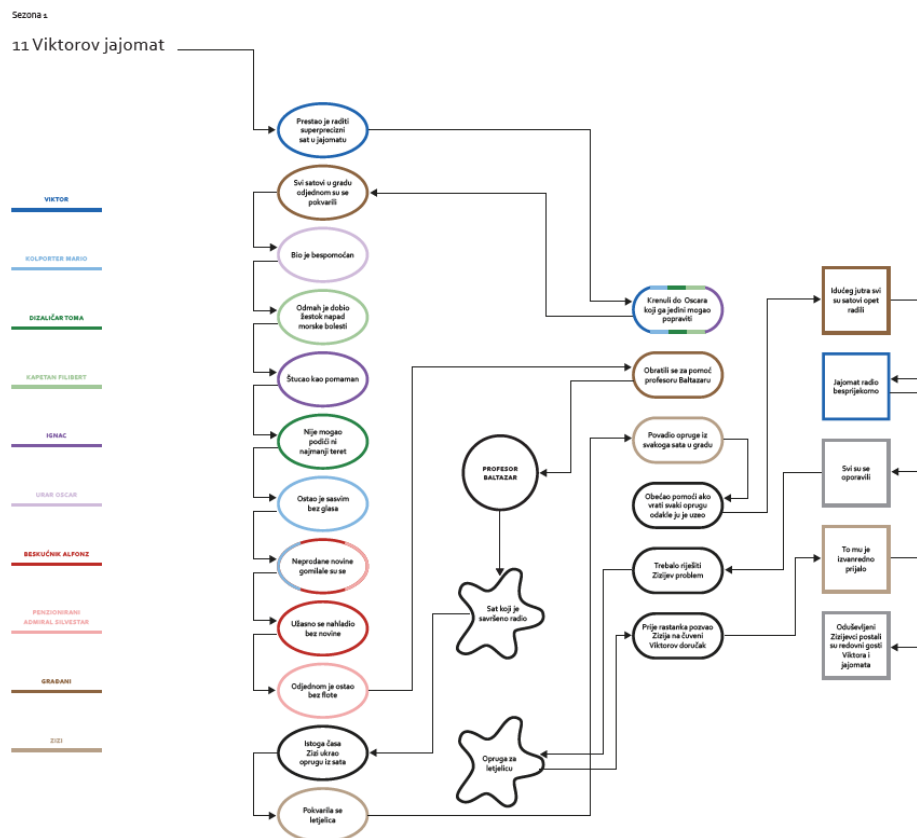 Sezona 1
11 Viktorov jajomat
VIKTOR
KOLPORTER MARIO
DIZALIČAR TOMA
KAPETAN FILIBERT
IGNAC
URAR OSCAR
BESKUĆNIK ALFONZ
PENZIONIRANI
ADMIRAL SILVESTAR
GRAĐANI
ZIZI
Prestao je raditi
superprecizni
sat u jajomatu
Svi satovi u gradu
odjednom su se
pokvarili
Bio je bespomoćan
Odmah je dobio
žestok napad
morske bolesti
Štucao kao pomaman
Nije mogao
podići ni
najmanji teret
Ostao je sasvim
bez glasa
Neprodane novine
gomilale su se
Užasno se nahladio
bez novine
Odjednom je ostao
bez flote
Istoga časa
Zizi ukrao
oprugu iz sata
Pokvarila se
letjelica
PROFESOR
BALTAZAR
Sat koji je
savršeno radio
Opruga za
letjelicu
Krenuli do Oscara
koji ga jedini mogao
popraviti
Obratili se za pomoć
profesoru Baltazaru
Povadio opruge iz
svakoga sata u gradu
Obećao pomoći ako
vrati svaki oprugu
odakle ju je uzeo
Trebalo riješiti
Zizijev problem
Prije rastanka pozvao
Zizija na čuveni
Viktorov doručak
Idućeg jutra svi
su satovi opet
radili
Jajomat radio
besprijekorno
Svi su se
oporavili
To mu je
izvanredno
prijalo
Oduševljeni
Zizijevci postali
su redovni gosti
Viktora i
jajomata